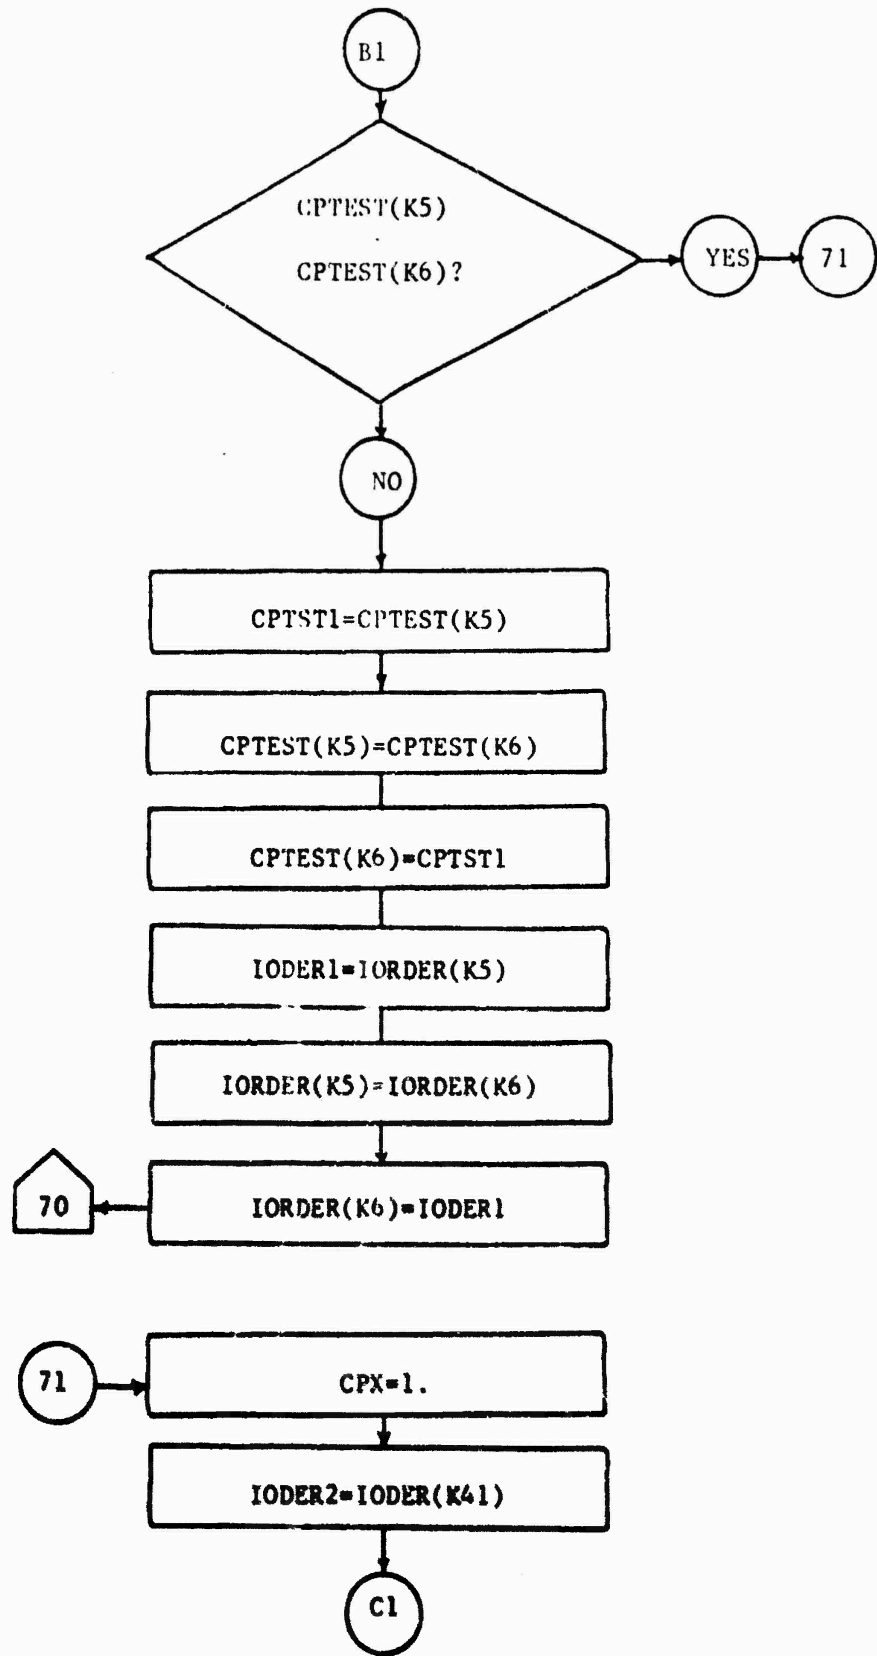 B1
CPTEST(K5)
CPTEST(K6)?
YES
71
NO
CPTST1=CPTEST(K5)
CPTEST(K5)=CPTEST(K6)
CPTEST(K6)=CPTST1
IODER1=IORDER(K5)
IORDER(K5)=IORDER(K6)
70
IORDER(K6)=IODER1
71
CPX=1.
IODER2=IODER(K41)
C1